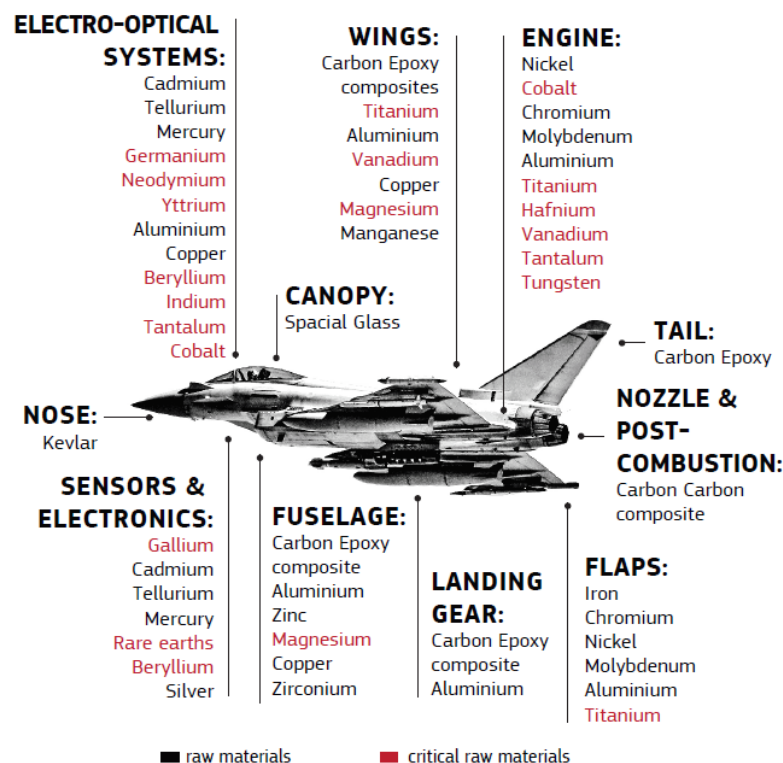 ELECTRO-OPTICAL
SYSTEMS:
Cadmium
Tellurium
Mercury
Germanium
Neodymium
Yttrium
Aluminium
Copper
Beryllium
Indium
Tantalum
Cobalt
WINGS:
Carbon Epoxy
composites
Titanium
Aluminium
Vanadium
Copper
Magnesium
Manganese
ENGINE:
Nickel
Cobalt
Chromium
Molybdenum
Aluminium
Titanium
Hafnium
Vanadium
Tantalum
Tungsten
CANOPY:
Spacial Glass
TAIL:
Carbon Epoxy
NOSE:
Kevlar
NOZZLE &
POST-
COMBUSTION:
Carbon Carbon
composite
SENSORS &
ELECTRONICS:
Gallium
Cadmium
Tellurium
Mercury
Rare earths
Beryllium
Silver
FUSELAGE:
Carbon Epoxy
composite
Aluminium
Zinc
Magnesium
Copper
Zirconium
LANDING
GEAR:
Carbon Epoxy
composite
Aluminium
FLAPS:
Iron
Chromium
Nickel
Molybdenum
Aluminium
Titanium
raw materials
critical raw materials